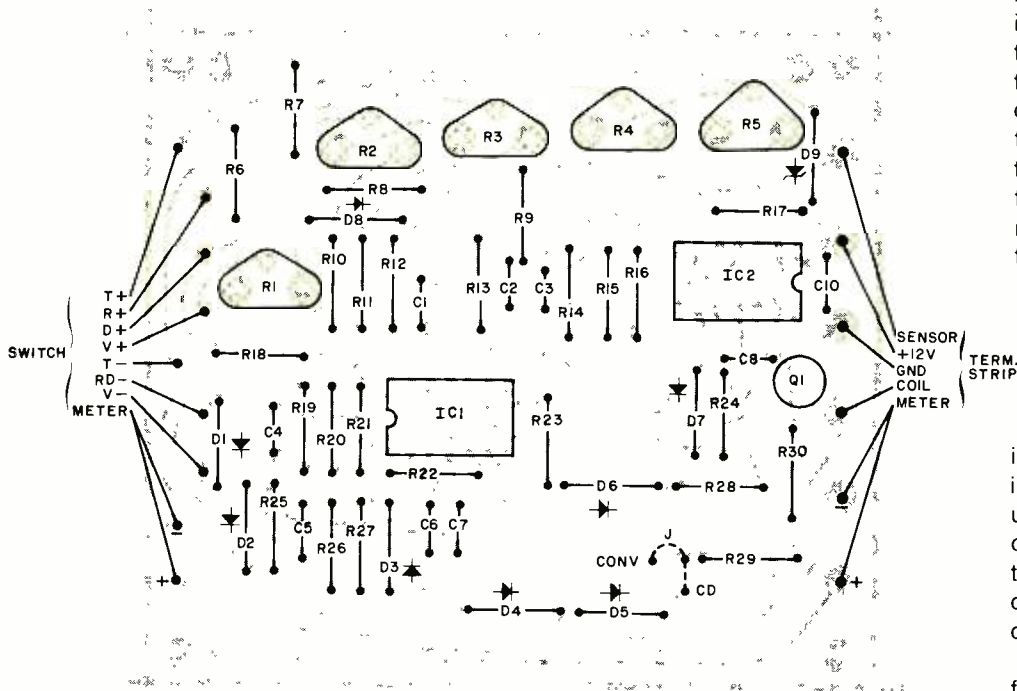 R7
R2
R3
R4
R5
R6
D9
R8
D8
R9
R17
R10
R11
R12
C1
R13
C2
C3
R14
R15
R16
IC2
C10
R1
T+
R+
D+
V+
T−
RD−
V−
METER
SWITCH
SENSOR
+12V
GND
COIL
METER
TERM.
STRIP
R18
C8
Q1
D1
C4
R19
R20
R21
IC1
R23
D7
R24
R30
R22
D6
R28
D2
R25
C5
R26
R27
D3
C6
C7
J
CONV
CD
R29
−
+
−
+
D4
D5